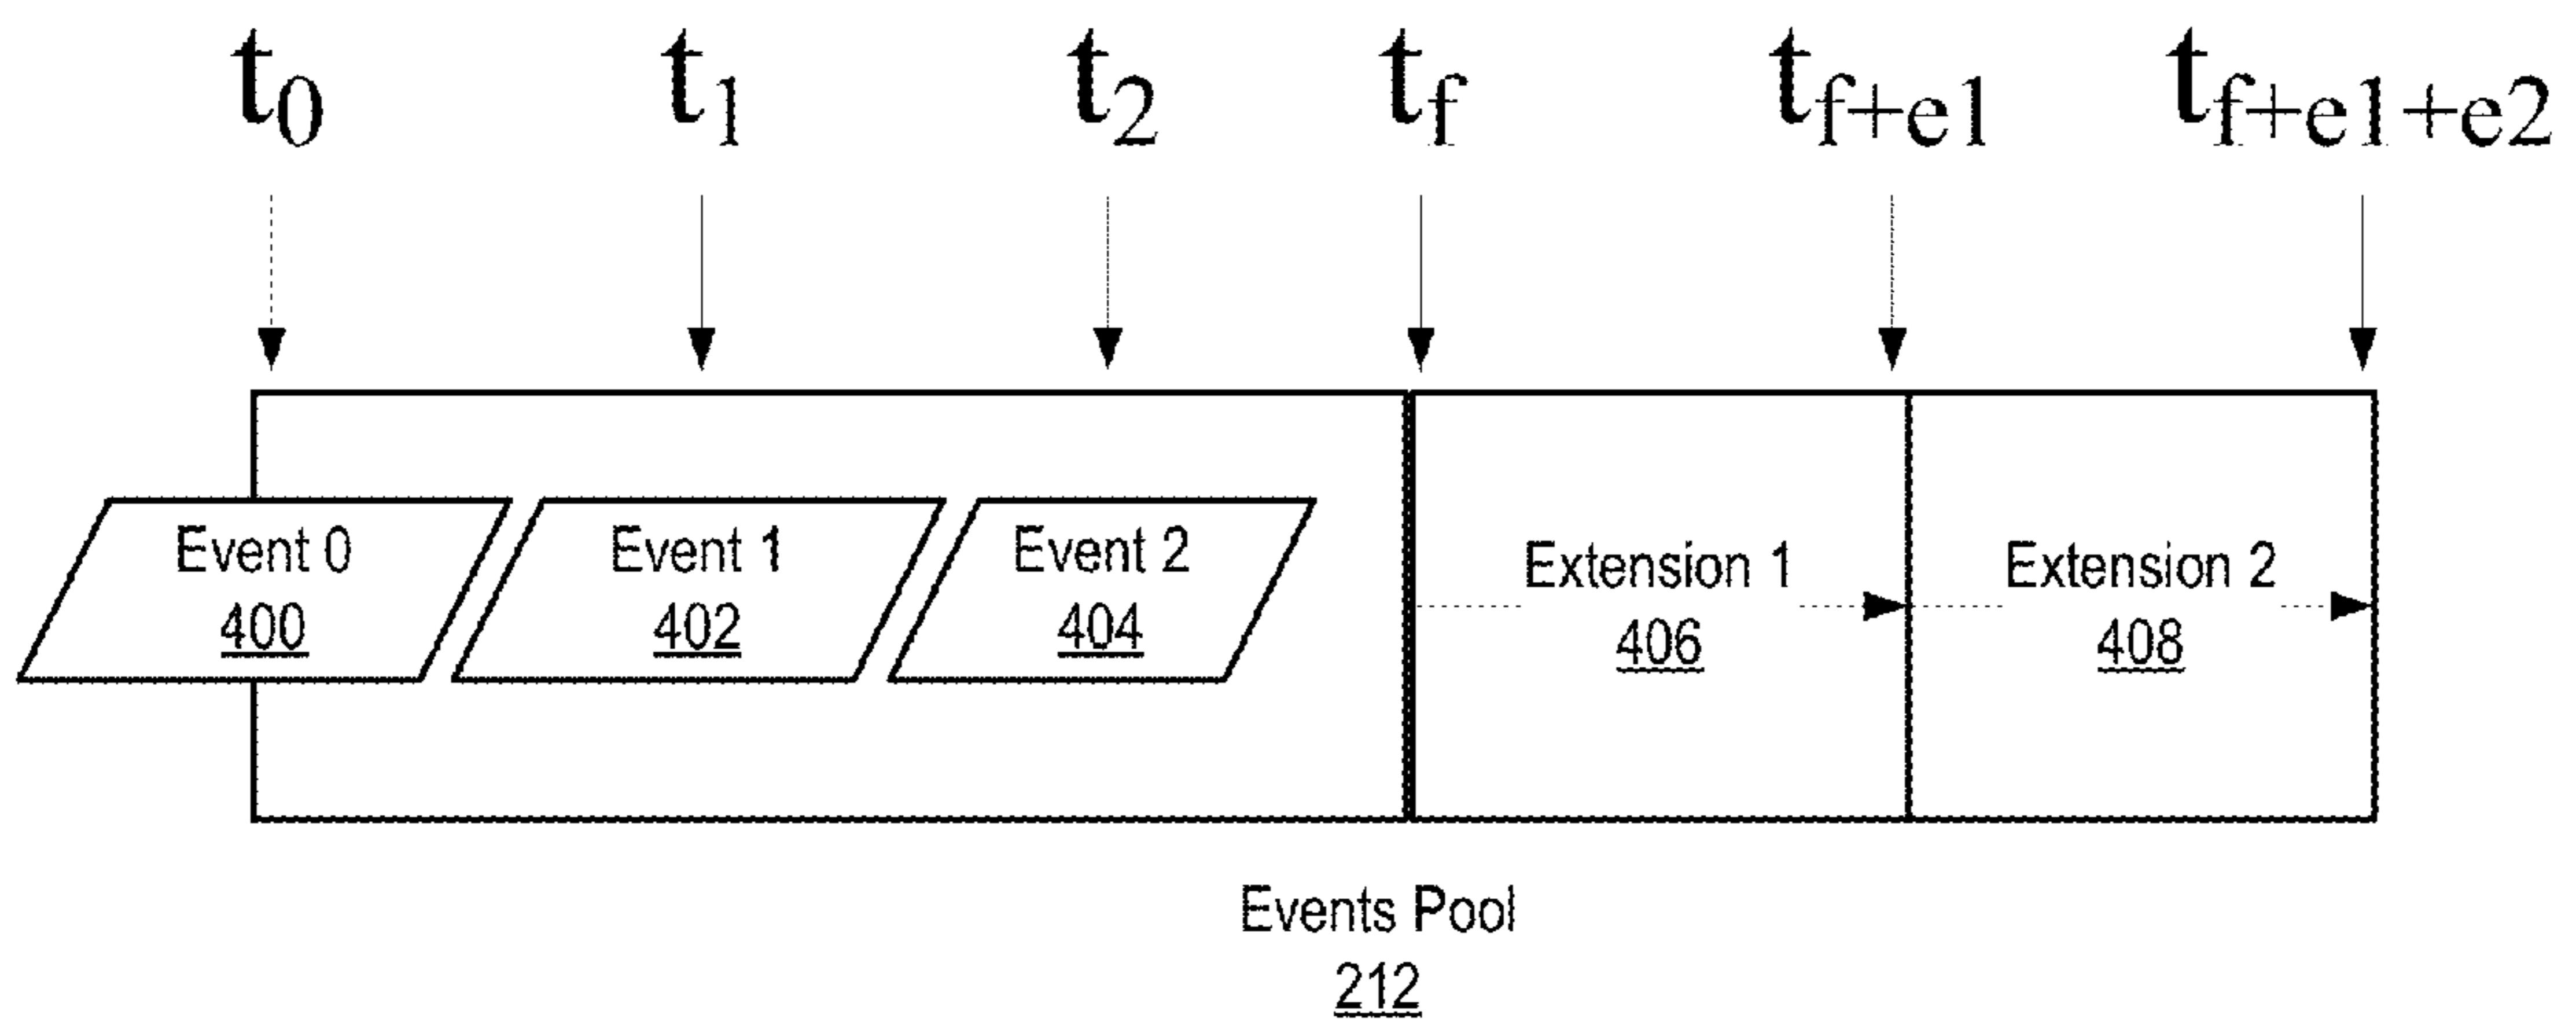 t0 t1 t2 tf tf+e1 tf+e1+e2
Event 0
400
Event 1
402
Event 2
404
Extension 1
406
Extension 2
408
Events Pool
212